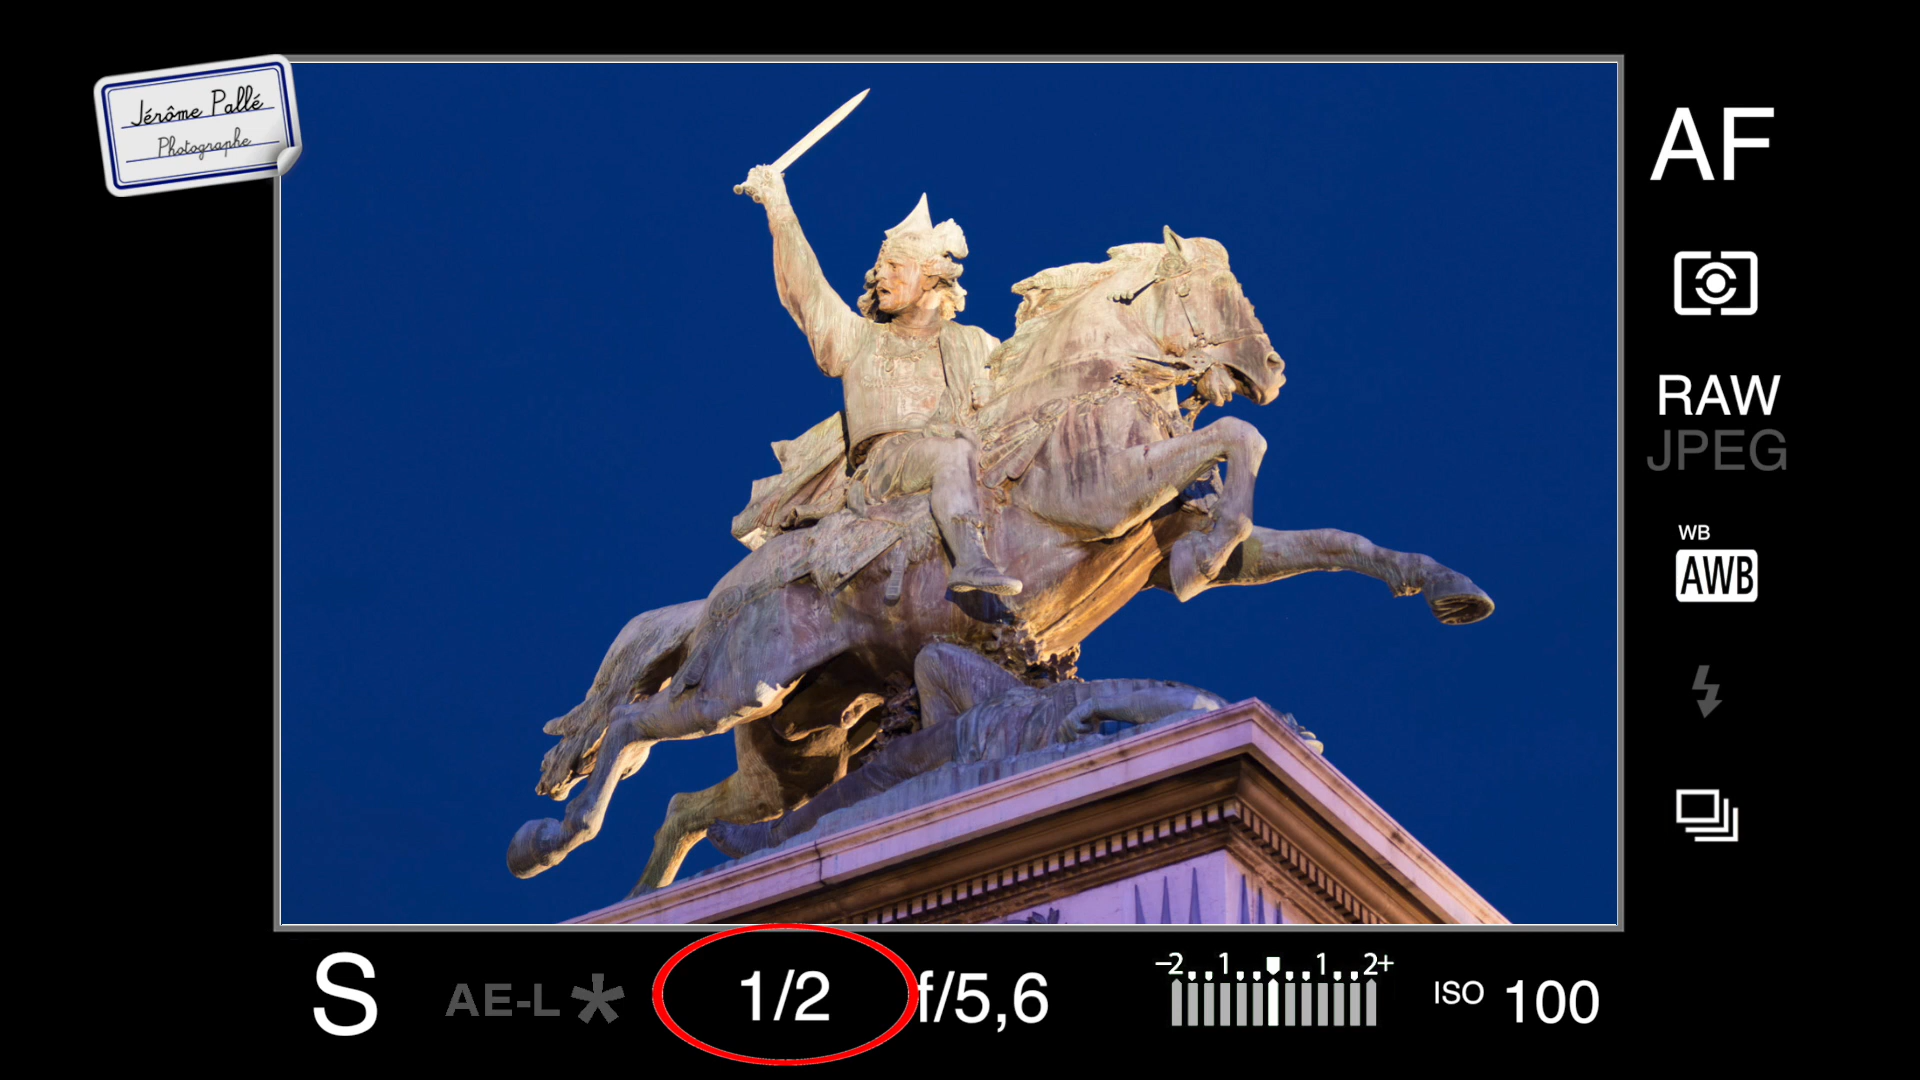 Jérôme Pallé
Photographe
AF
RAW
JPEG
WB
AWB
S AE-L * 1/2 f/5,6 -2..1..▾..1..2+ ISO 100